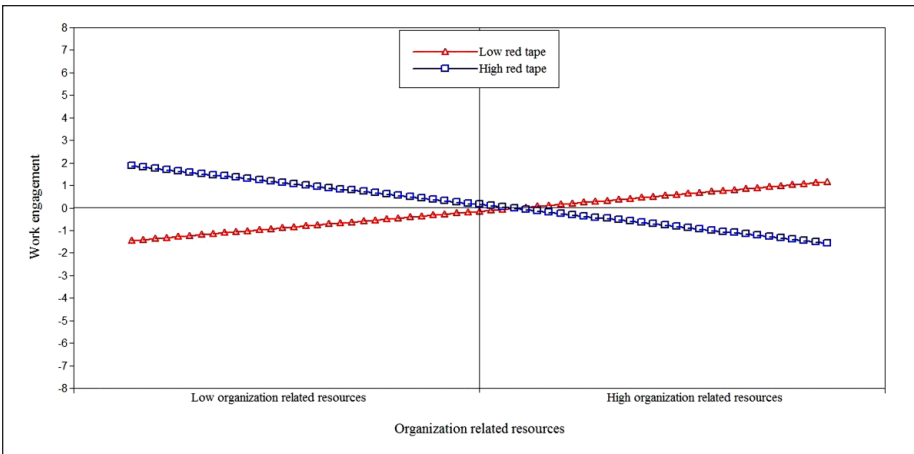 Low red tape
High red tape
8
7
6
5
4
3
2
1
0
-1
-2
-3
-4
-5
-6
-7
-8
Work engagement
Low organization related resources
High organization related resources
Organization related resources